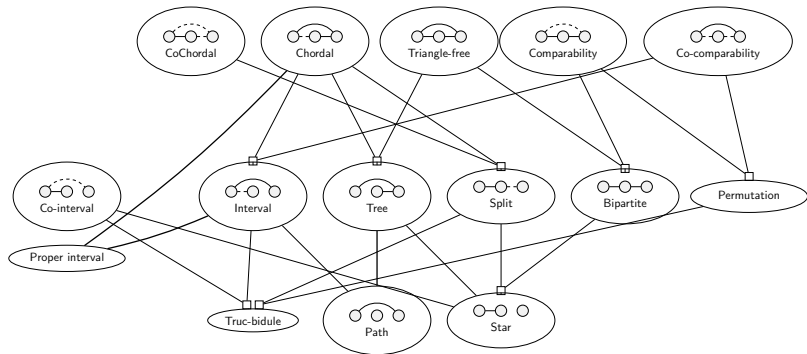 CoChordal
Chordal
Triangle-free
Comparability
Co-comparability
Co-interval
Interval
Tree
Split
Bipartite
Permutation
Proper interval
Truc-bidule
Path
Star